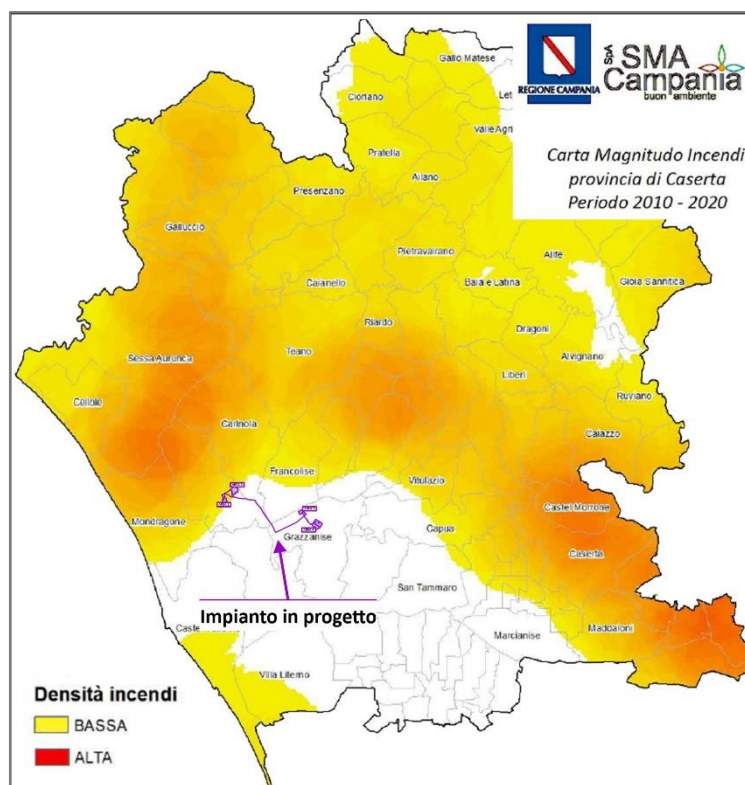 REGIONE CAMPANIA
SpA
SMA
Campania
buon ambiente
Carta Magnitudo Incendi
provincia di Caserta
Periodo 2010 - 2020
Gallo Matese
Ciorlano
Valle Agri
Pratella
Ailano
Presenzano
Galluccio
Pietravairano
Alife
Caianello
Baia e Latina
Gioia Sannitica
Riardo
Dragoni
Sessa Aurunca
Teano
Liberi
Alvignano
Cellole
Ruviano
Carinola
Caiazzo
Francolise
Vitulazio
Mondragone
Castel Morrone
Grazzanise
Capua
Caserta
San Tammaro
Impianto in progetto
Marcianise
Maddaloni
Villa Literno
Densità incendi
BASSA
ALTA